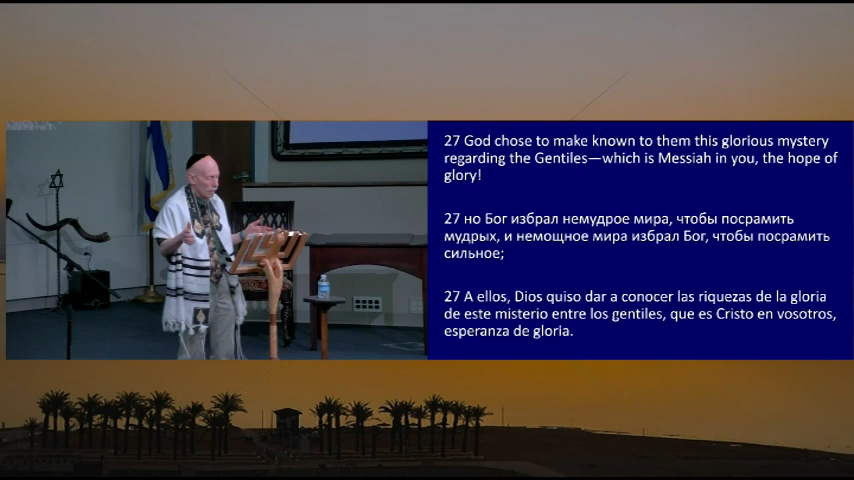 27 God chose to make known to them this glorious mystery
regarding the Gentiles—which is Messiah in you, the hope of
glory!
27 но Бог избрал немудрое мира, чтобы посрамить
мудрых, и немощное мира избрал Бог, чтобы посрамить
сильное;
27 A ellos, Dios quiso dar a conocer las riquezas de la gloria
de este misterio entre los gentiles, que es Cristo en vosotros,
esperanza de gloria.